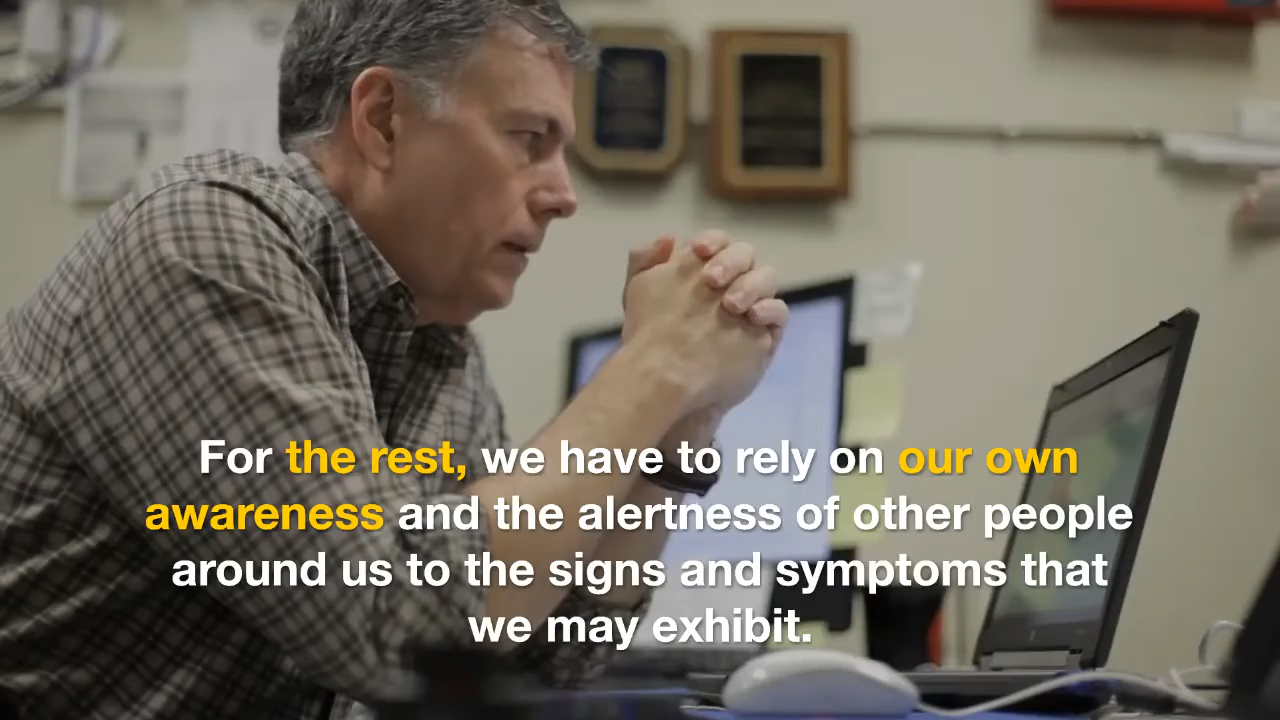 For the rest, we have to rely on our own
awareness and the alertness of other people
around us to the signs and symptoms that
we may exhibit.